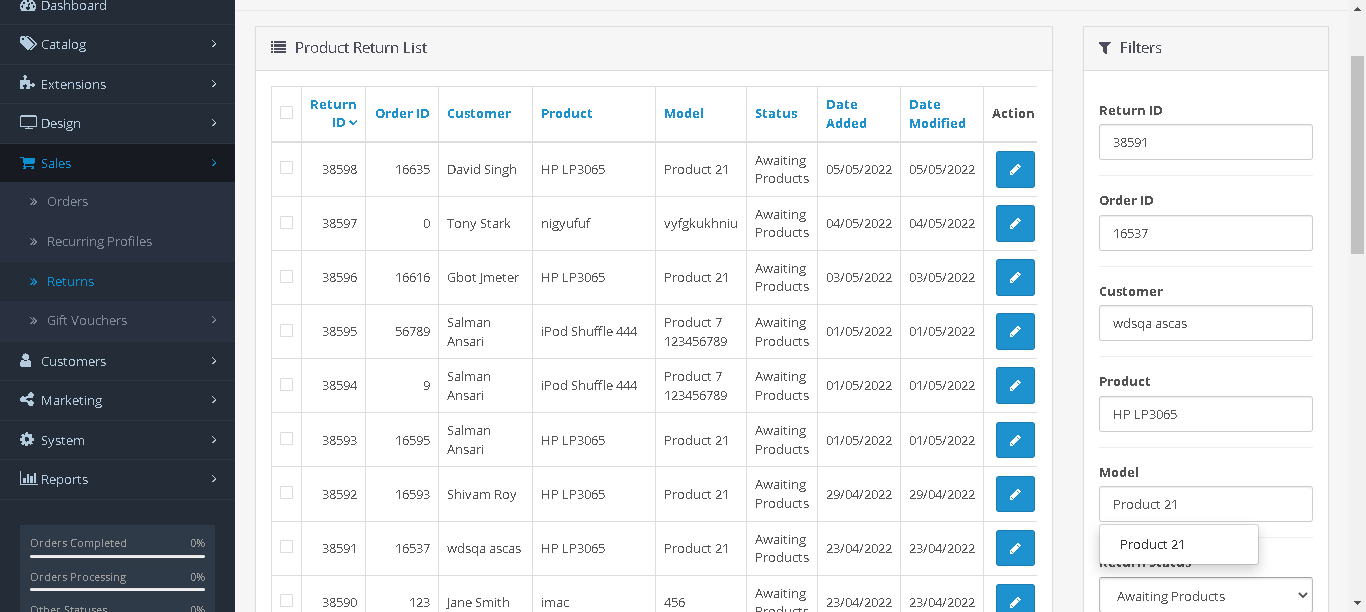 Dashboard
Catalog
Extensions
Design
Sales
Orders
Recurring Profiles
Returns
Gift Vouchers
Customers
Marketing
System
Reports
Orders Completed 0%
Orders Processing 0%
Other Statuses 0%
Product Return List
Return ID Order ID Customer Product Model Status Date Added Date Modified Action
38598 16635 David Singh HP LP3065 Product 21 Awaiting Products 05/05/2022 05/05/2022
38597 0 Tony Stark nigyufuf vyfgkukhniu Awaiting Products 04/05/2022 04/05/2022
38596 16616 Gbot Jmeter HP LP3065 Product 21 Awaiting Products 03/05/2022 03/05/2022
38595 56789 Salman Ansari iPod Shuffle 444 Product 7 123456789 Awaiting Products 01/05/2022 01/05/2022
38594 9 Salman Ansari iPod Shuffle 444 Product 7 123456789 Awaiting Products 01/05/2022 01/05/2022
38593 16595 Salman Ansari HP LP3065 Product 21 Awaiting Products 01/05/2022 01/05/2022
38592 16593 Shivam Roy HP LP3065 Product 21 Awaiting Products 29/04/2022 29/04/2022
38591 16537 wdsqa ascas HP LP3065 Product 21 Awaiting Products 23/04/2022 23/04/2022
38590 123 Jane Smith imac 456 Awaiting Products 23/04/2022 23/04/2022
Filters
Return ID
38591
Order ID
16537
Customer
wdsqa ascas
Product
HP LP3065
Model
Product 21
Product 21
Return Status
Awaiting Products